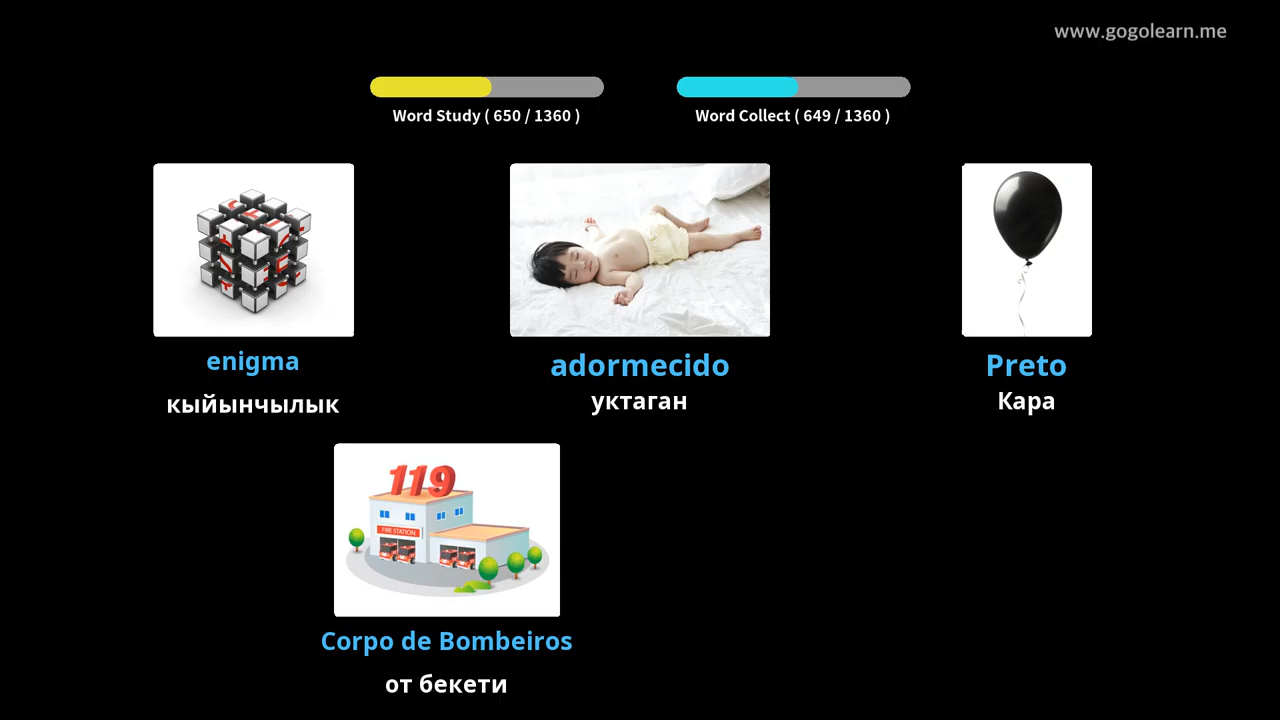 www.gogolearn.me
Word Study ( 650 / 1360 )
Word Collect ( 649 / 1360 )
enigma
кыйынчылык
adormecido
уктаган
Preto
Кара
119
FIRE STATION
Corpo de Bombeiros
от бекети